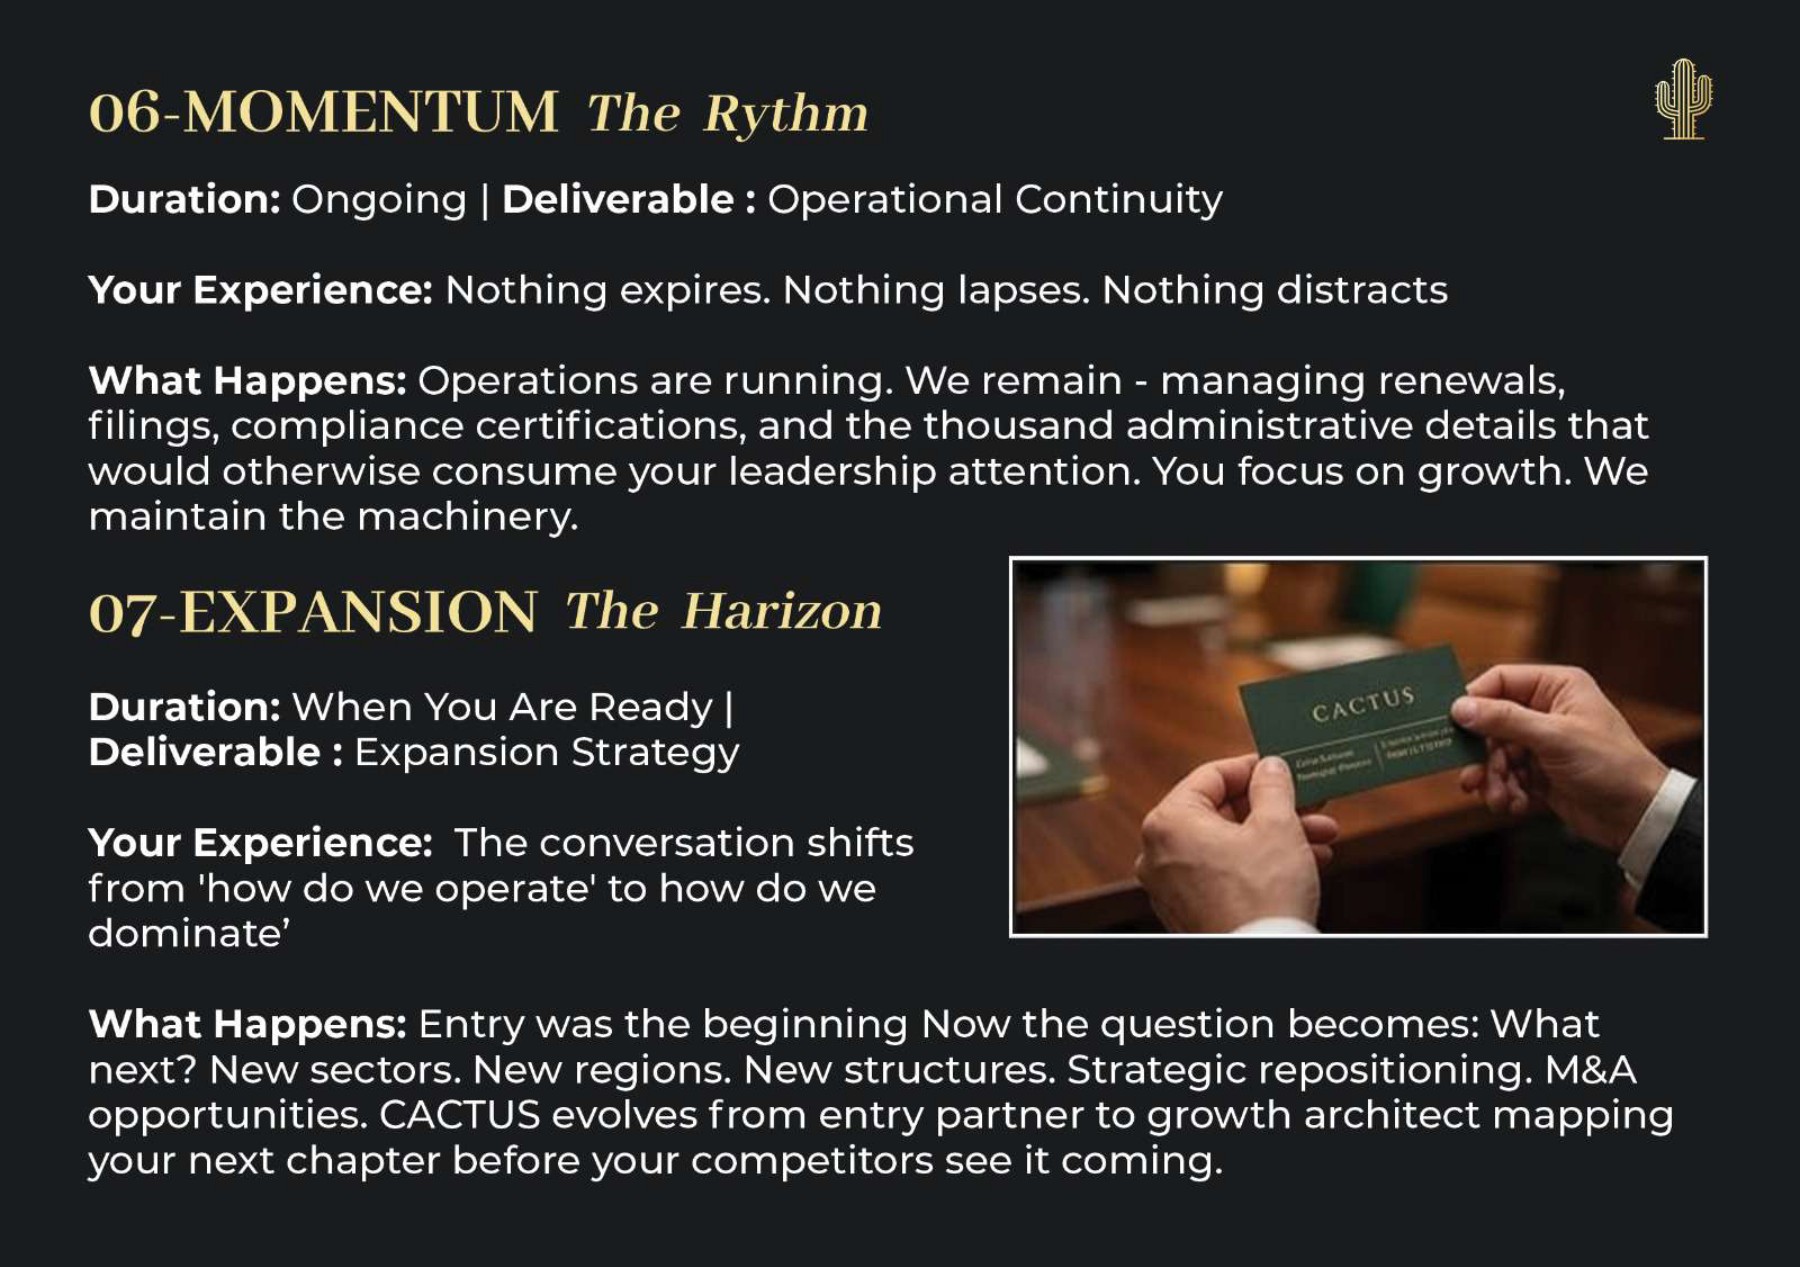 06-MOMENTUM The Rythm
Duration: Ongoing | Deliverable : Operational Continuity
Your Experience: Nothing expires. Nothing lapses. Nothing distracts
What Happens: Operations are running. We remain - managing renewals,
filings, compliance certifications, and the thousand administrative details that
would otherwise consume your leadership attention. You focus on growth. We
maintain the machinery.
07-EXPANSION The Harizon
Duration: When You Are Ready |
Deliverable : Expansion Strategy
Your Experience: The conversation shifts
from 'how do we operate' to how do we
dominate’
CACTUS
What Happens: Entry was the beginning Now the question becomes: What
next? New sectors. New regions. New structures. Strategic repositioning. M&A
opportunities. CACTUS evolves from entry partner to growth architect mapping
your next chapter before your competitors see it coming.